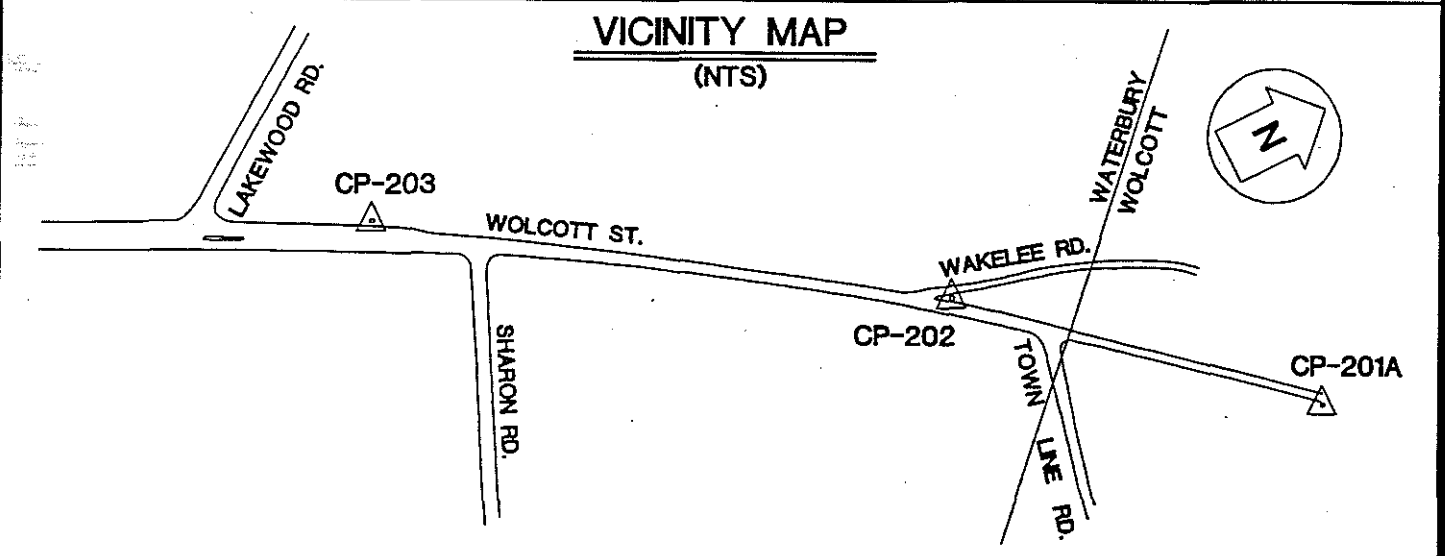 VICINITY MAP
(NTS)
LAKEWOOD RD.
CP-203
WOLCOTT ST.
SHARON RD.
WAKELEE RD.
CP-202
TOWN LINE RD.
WATERBURY
WOLCOTT
N
CP-201A